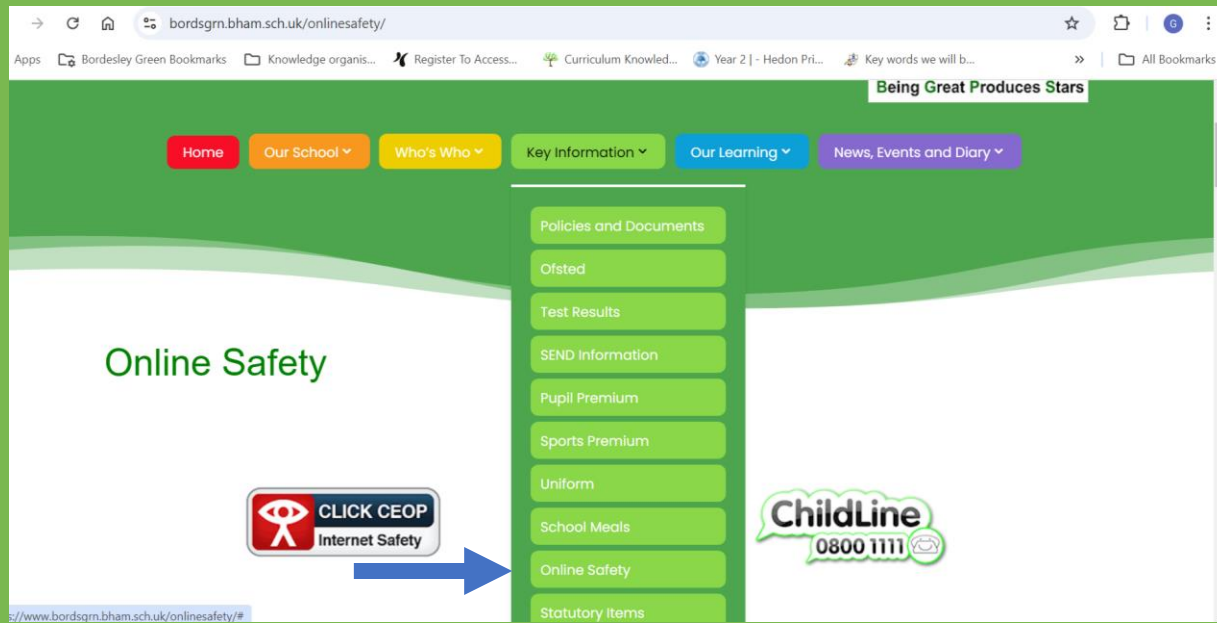 bordsgrn.bham.sch.uk/onlinesafety/
G
Apps Bordesley Green Bookmarks Knowledge organis... Register To Access... Curriculum Knowled... Year 2 | - Hedon Pri... Key words we will b... » All Bookmarks
Being Great Produces Stars
Home Our School Who's Who Key Information Our Learning News, Events and Diary
Policies and Documents
Ofsted
Test Results
SEND Information
Pupil Premium
Sports Premium
Uniform
School Meals
Online Safety
Statutory Items
Online Safety
CLICK CEOP
Internet Safety
ChildLine
0800 1111
s://www.bordsgrn.bham.sch.uk/onlinesafety/#